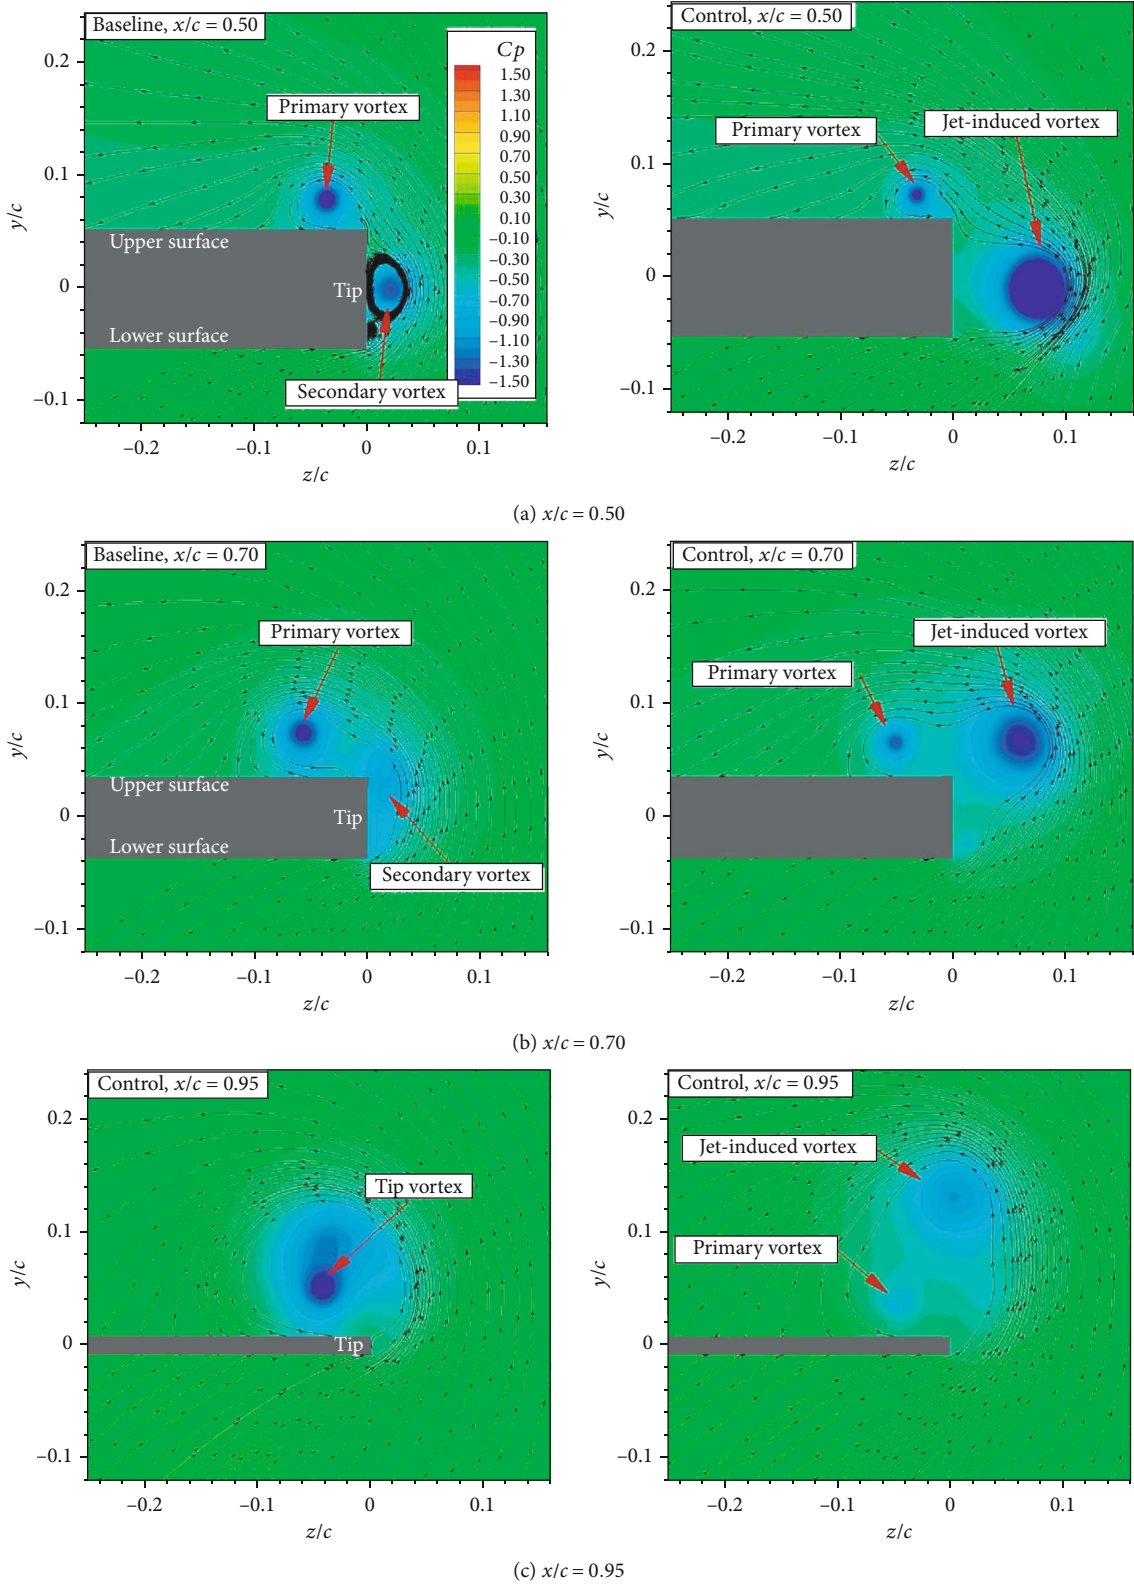 Baseline, x/c = 0.50
Cp
1.50
1.30
1.10
0.90
0.70
0.50
0.30
0.10
–0.10
–0.30
–0.50
–0.70
–0.90
–1.10
–1.30
–1.50
Primary vortex
Upper surface
Tip
Lower surface
Secondary vortex
0.2
0.1
0
–0.1
y/c
–0.2
–0.1
0
0.1
z/c
Control, x/c = 0.50
Primary vortex
Jet-induced vortex
0.2
0.1
0
–0.1
y/c
–0.2
–0.1
0
0.1
z/c
(a) x/c = 0.50
Baseline, x/c = 0.70
Primary vortex
Upper surface
Tip
Lower surface
Secondary vortex
0.2
0.1
0
–0.1
y/c
–0.2
–0.1
0
0.1
z/c
Control, x/c = 0.70
Jet-induced vortex
Primary vortex
0.2
0.1
0
–0.1
y/c
–0.2
–0.1
0
0.1
z/c
(b) x/c = 0.70
Control, x/c = 0.95
Tip vortex
Tip
0.2
0.1
0
–0.1
y/c
–0.2
–0.1
0
0.1
z/c
Control, x/c = 0.95
Jet-induced vortex
Primary vortex
0.2
0.1
0
–0.1
y/c
–0.2
–0.1
0
0.1
z/c
(c) x/c = 0.95